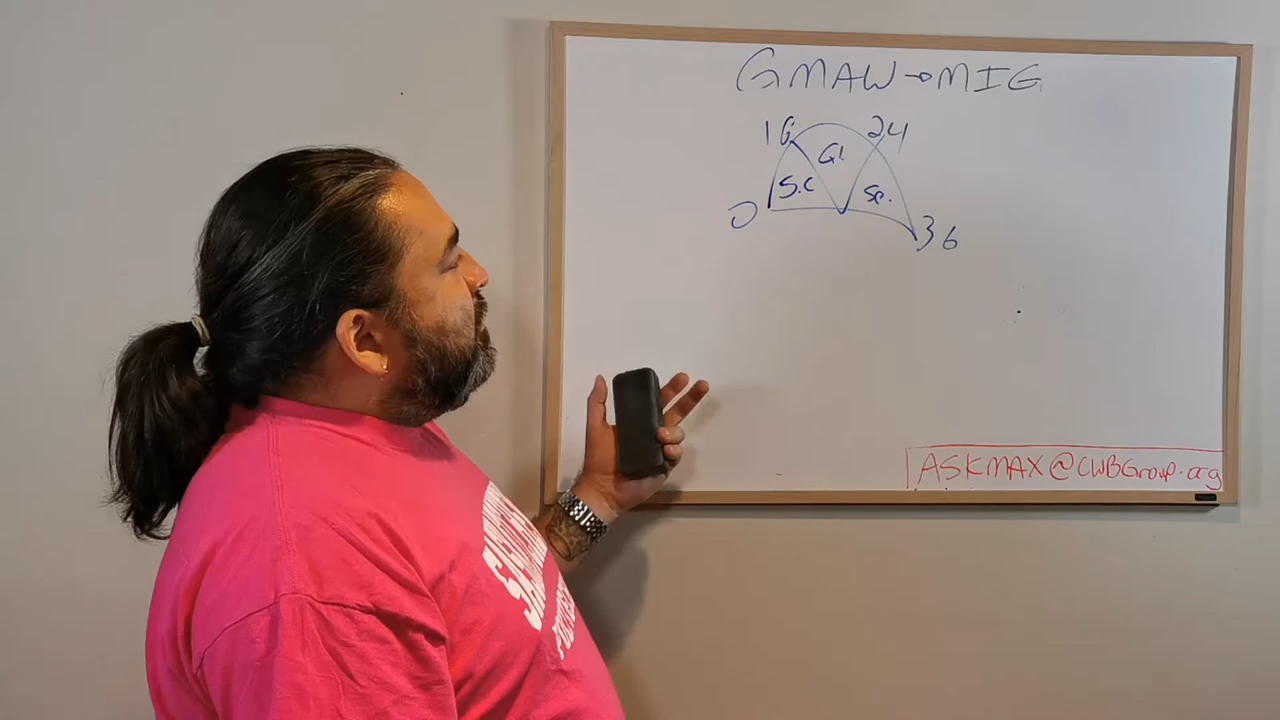 GMAW → MIG
16 24
G!.
S.C Sp.
0 36
ASKMAX@CWBGroup.org